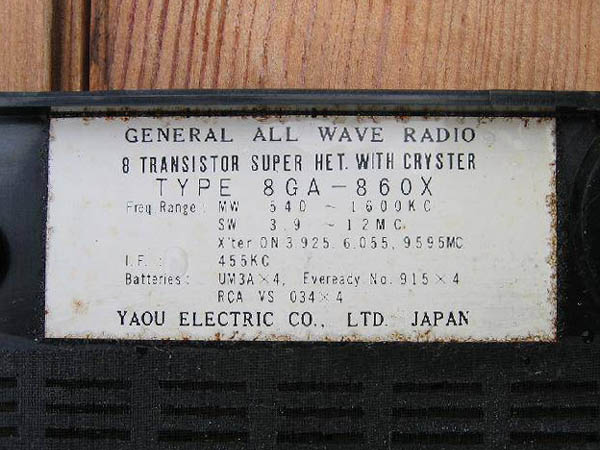 GENERAL ALL WAVE RADIO
8 TRANSISTOR SUPER HET. WITH CRYSTER
TYPE 8GA-860X
Freq. Range: MW 540 ~ 1600KC
SW 3.9 ~ 12MC
X'ter ON 3.925, 6.055, 9.595MC
I.F.: 455KC
Batteries: UM3A×4, Eveready No. 915×4
RCA VS 034×4
YAOU ELECTRIC CO., LTD. JAPAN